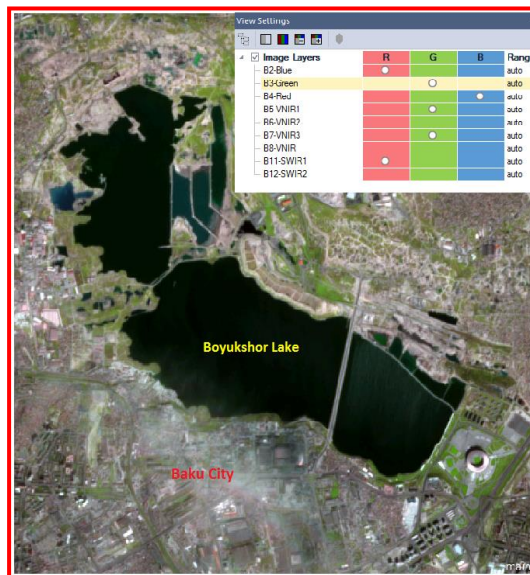 View Settings
Image Layers R G B Rang
B2-Blue auto
B3-Green auto
B4-Red auto
B5-VNIR1 auto
B6-VNIR2 auto
B7-VNIR3 auto
B8-VNIR auto
B11-SWIR1 auto
B12-SWIR2 auto
Boyukshor Lake
Baku City